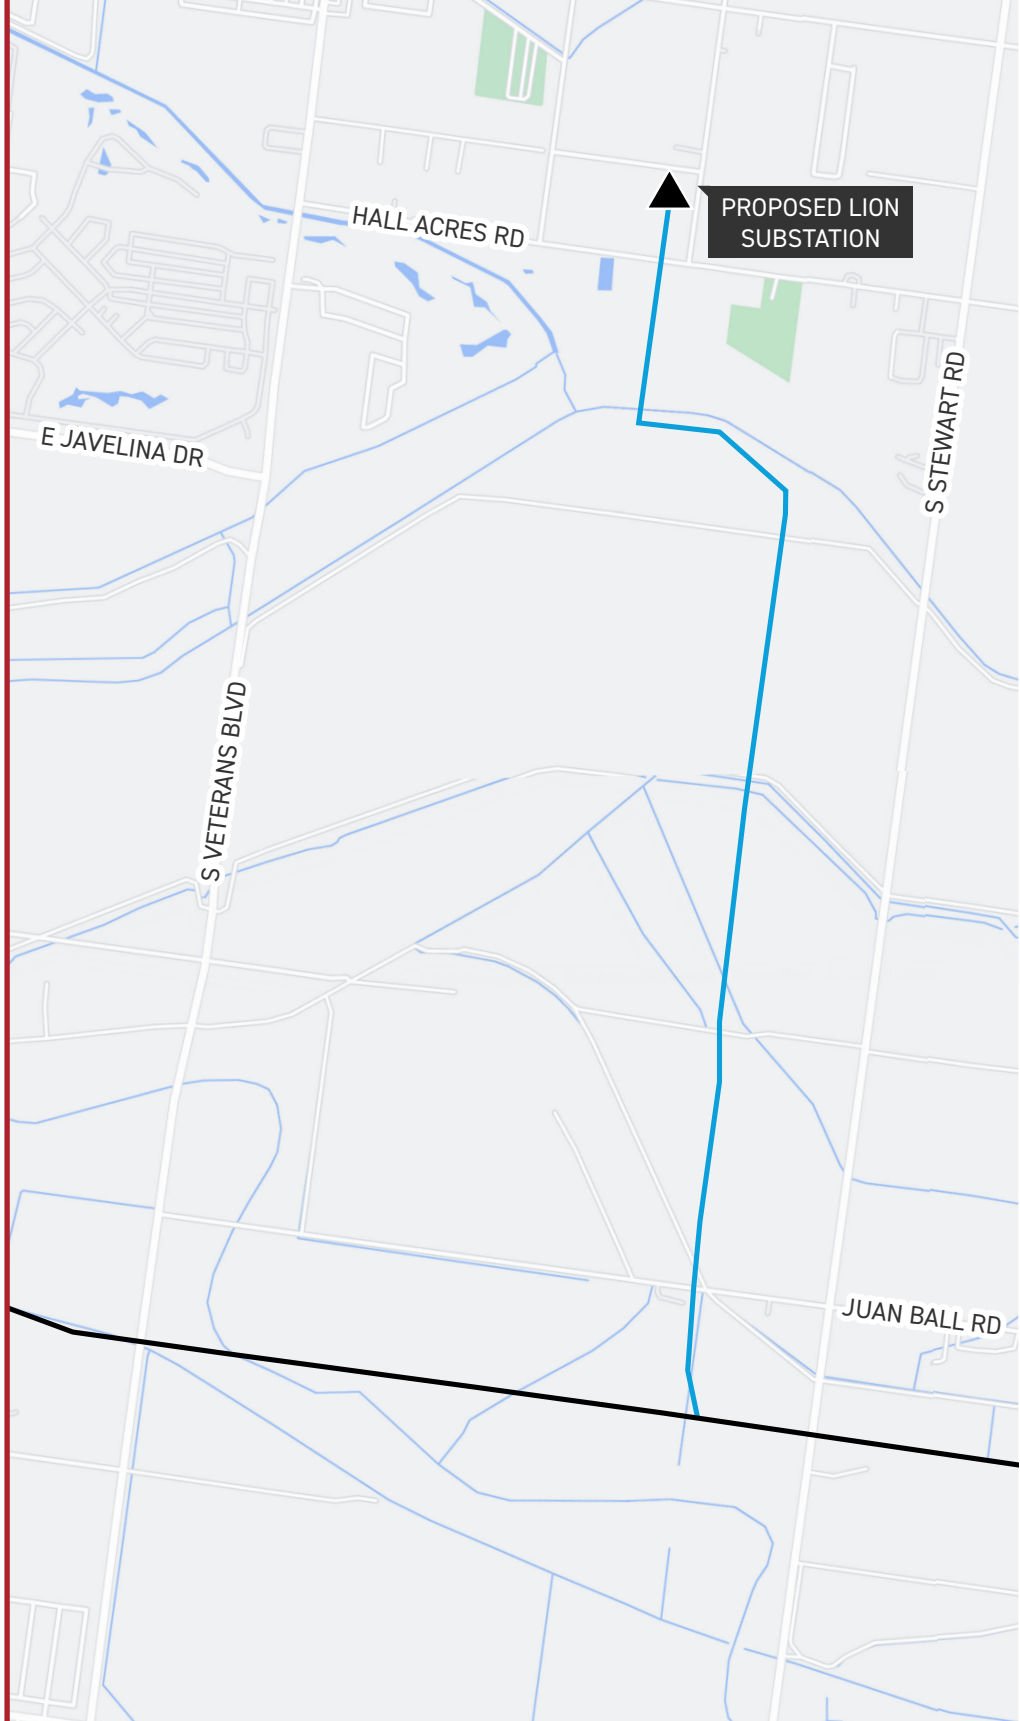 PROPOSED LION
SUBSTATION
HALL ACRES RD
S STEWART RD
E JAVELINA DR
S VETERANS BLVD
JUAN BALL RD